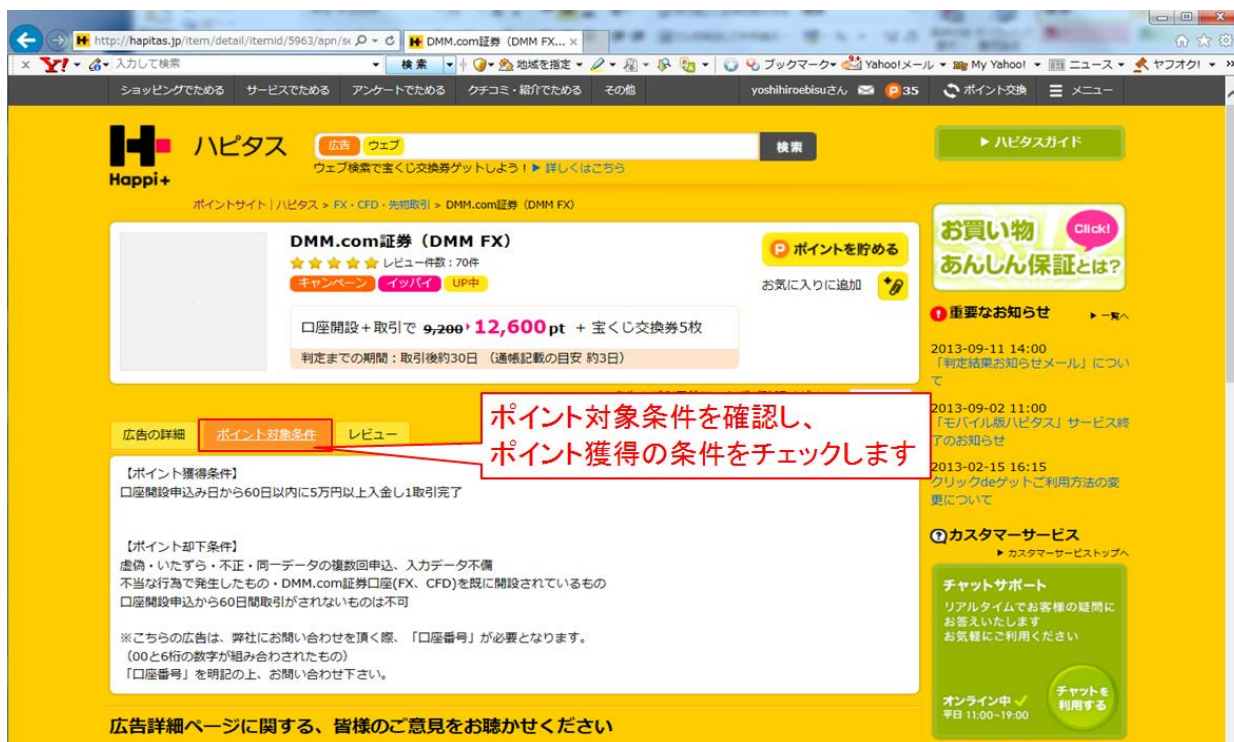 http://hapitas.jp/item/detail/itemid/5963/apn/se
DMM.com証券（DMM FX...
入力して検索
検索
地域を指定
ブックマーク
Yahoo!メール
My Yahoo!
ニュース
ヤフオク!
ショッピングでためる
サービスでためる
アンケートでためる
クチコミ・紹介でためる
その他
yoshihiroebisuさん
35
ポイント交換
メニュー
Happi+
ハピタス
広告
ウェブ
検索
ウェブ検索で宝くじ交換券ゲットしよう！▶ 詳しくはこちら
▶ ハピタスガイド
ポイントサイト | ハピタス > FX・CFD・先物取引 > DMM.com証券（DMM FX）
DMM.com証券（DMM FX）
レビュー件数：70件
キャンペーン
イッパイ
UP中
口座開設＋取引で 9,200 12,600pt + 宝くじ交換券5枚
判定までの期間：取引後約30日 （通帳記載の目安 約3日）
ポイントを貯める
お気に入りに追加
お買い物
あんしん保証とは?
Click!
重要なお知らせ
▶ 一覧へ
2013-09-11 14:00
「判定結果お知らせメール」につい
て
2013-09-02 11:00
「モバイル版ハピタス」サービス終
了のお知らせ
2013-02-15 16:15
クリックdeゲットご利用方法の変
更について
ポイント対象条件を確認し、
ポイント獲得の条件をチェックします
広告の詳細
ポイント対象条件
レビュー
【ポイント獲得条件】
口座開設申込み日から60日以内に5万円以上入金し1取引完了
【ポイント却下条件】
虚偽・いたずら・不正・同一データの複数回申込、入力データ不備
不当な行為で発生したもの・DMM.com証券口座(FX、CFD)を既に開設されているもの
口座開設申込から60日間取引がされないものは不可
※こちらの広告は、弊社にお問い合わせを頂く際、「口座番号」が必要となります。
（00と6桁の数字が組み合わされたもの）
「口座番号」を明記の上、お問い合わせ下さい。
カスタマーサービス
▶ カスタマーサービストップへ
チャットサポート
リアルタイムでお客様の疑問に
お答えいたします
お気軽にご利用ください
オンライン中
平日 11:00~19:00
チャットを
利用する
広告詳細ページに関する、皆様のご意見をお聴かせください